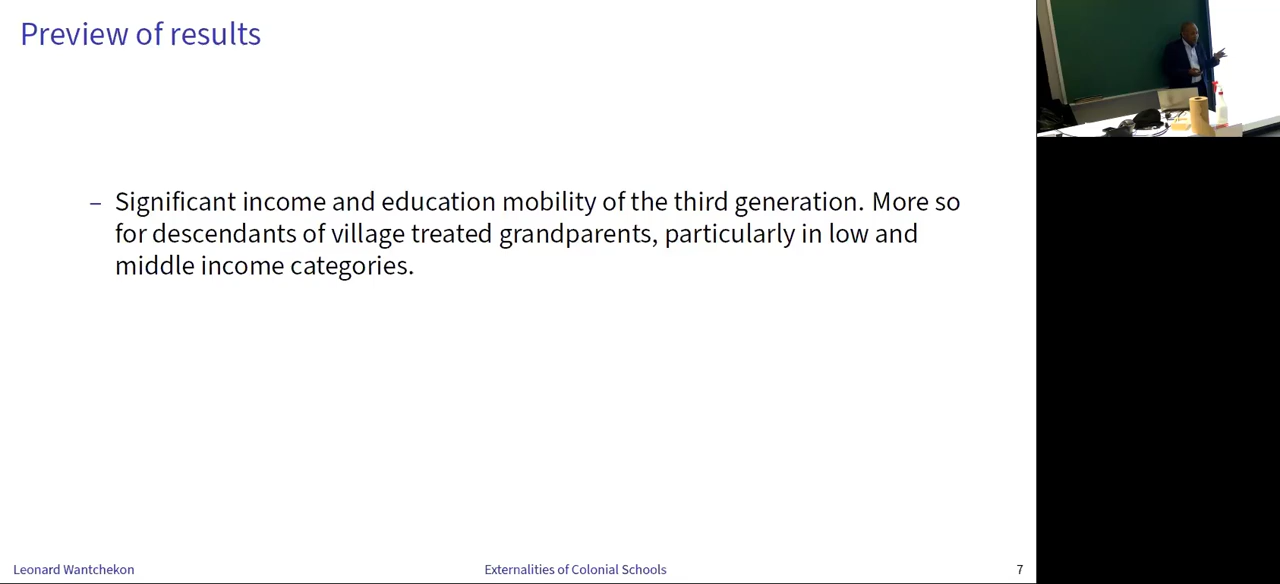 Preview of results
– Significant income and education mobility of the third generation. More so
for descendants of village treated grandparents, particularly in low and
middle income categories.
Leonard Wantchekon
Externalities of Colonial Schools
7